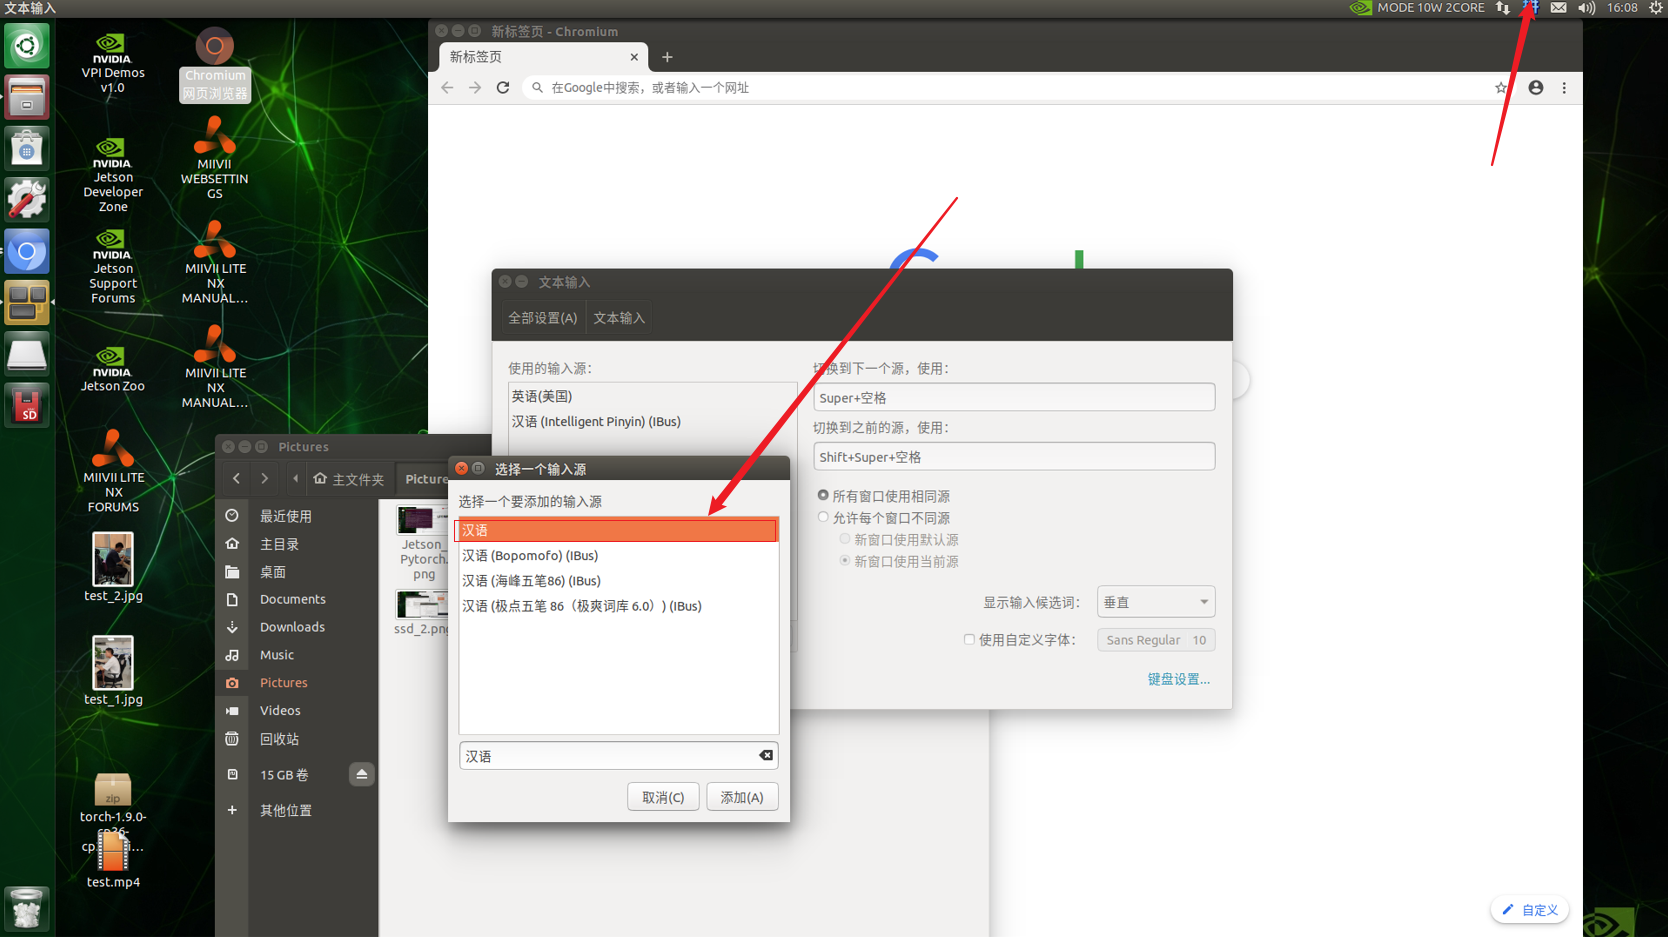 文本输入
MODE 10W 2CORE
16:08
NVIDIA
VPI Demos
v1.0
Chromium
网页浏览器
NVIDIA
Jetson
Developer
Zone
MIIVII
WEBSETTIN
GS
NVIDIA
Jetson
Support
Forums
MIIVII LITE
NX
MANUAL...
NVIDIA
Jetson Zoo
MIIVII LITE
NX
MANUAL...
SD
MIIVII LITE
NX
FORUMS
test_2.jpg
test_1.jpg
zip
torch-1.9.0-
test.mp4
新标签页 - Chromium
新标签页
在Google中搜索，或者输入一个网址
文本输入
全部设置(A)
文本输入
使用的输入源：
英语(美国)
汉语 (Intelligent Pinyin) (IBus)
切换到下一个源，使用：
Super+空格
切换到之前的源，使用：
Shift+Super+空格
所有窗口使用相同源
允许每个窗口不同源
新窗口使用默认源
新窗口使用当前源
显示输入候选词：
垂直
使用自定义字体：
Sans Regular 10
键盘设置...
Pictures
主文件夹
Picture
最近使用
主目录
桌面
Documents
Downloads
Music
Pictures
Videos
回收站
15 GB 卷
其他位置
Jetson_
Pytorch.
png
ssd_2.png
选择一个输入源
选择一个要添加的输入源
汉语
汉语 (Bopomofo) (IBus)
汉语 (海峰五笔86) (IBus)
汉语 (极点五笔 86（极爽词库 6.0）) (IBus)
汉语
取消(C)
添加(A)
自定义